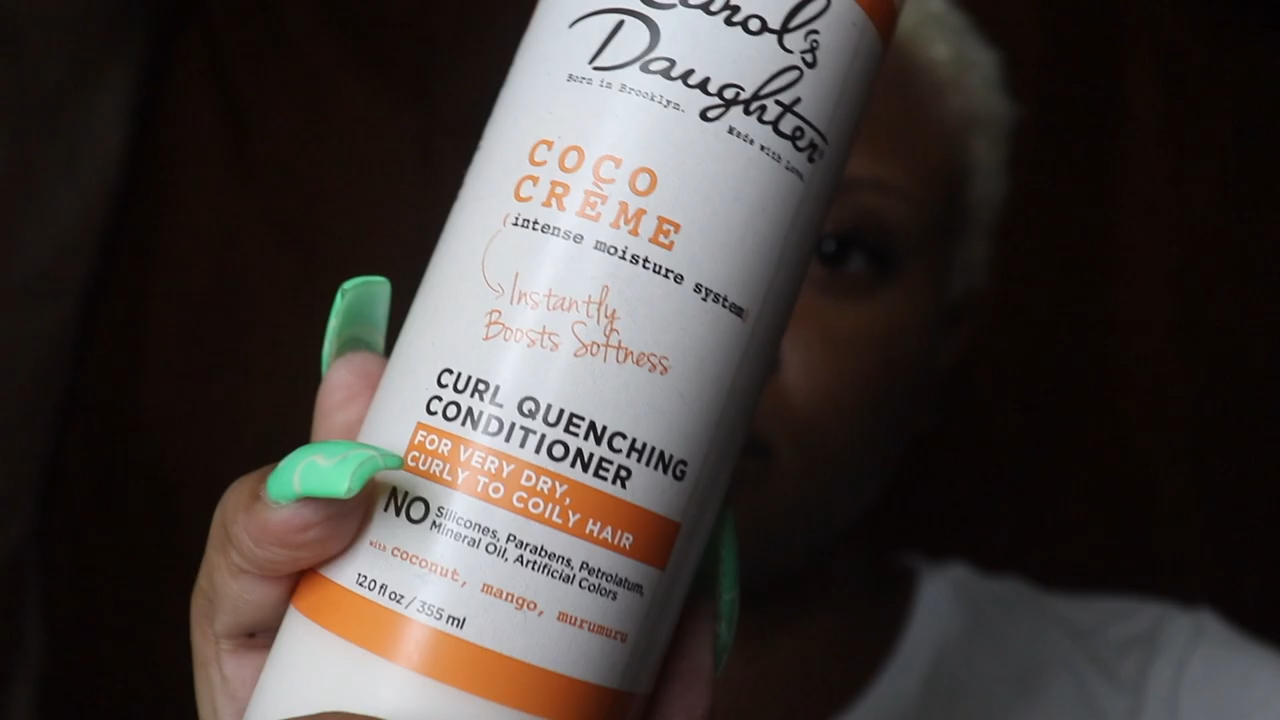 Carol's
Daughter®
Born in Brooklyn.
Made with Love.
COCO
CRÈME
(intense moisture system)
Instantly
Boosts Softness
CURL QUENCHING
CONDITIONER
FOR VERY DRY,
CURLY TO COILY HAIR
NO Silicones, Parabens, Petrolatum,
Mineral Oil, Artificial Colors
with coconut, mango, murumuru
12.0 fl oz / 355 ml